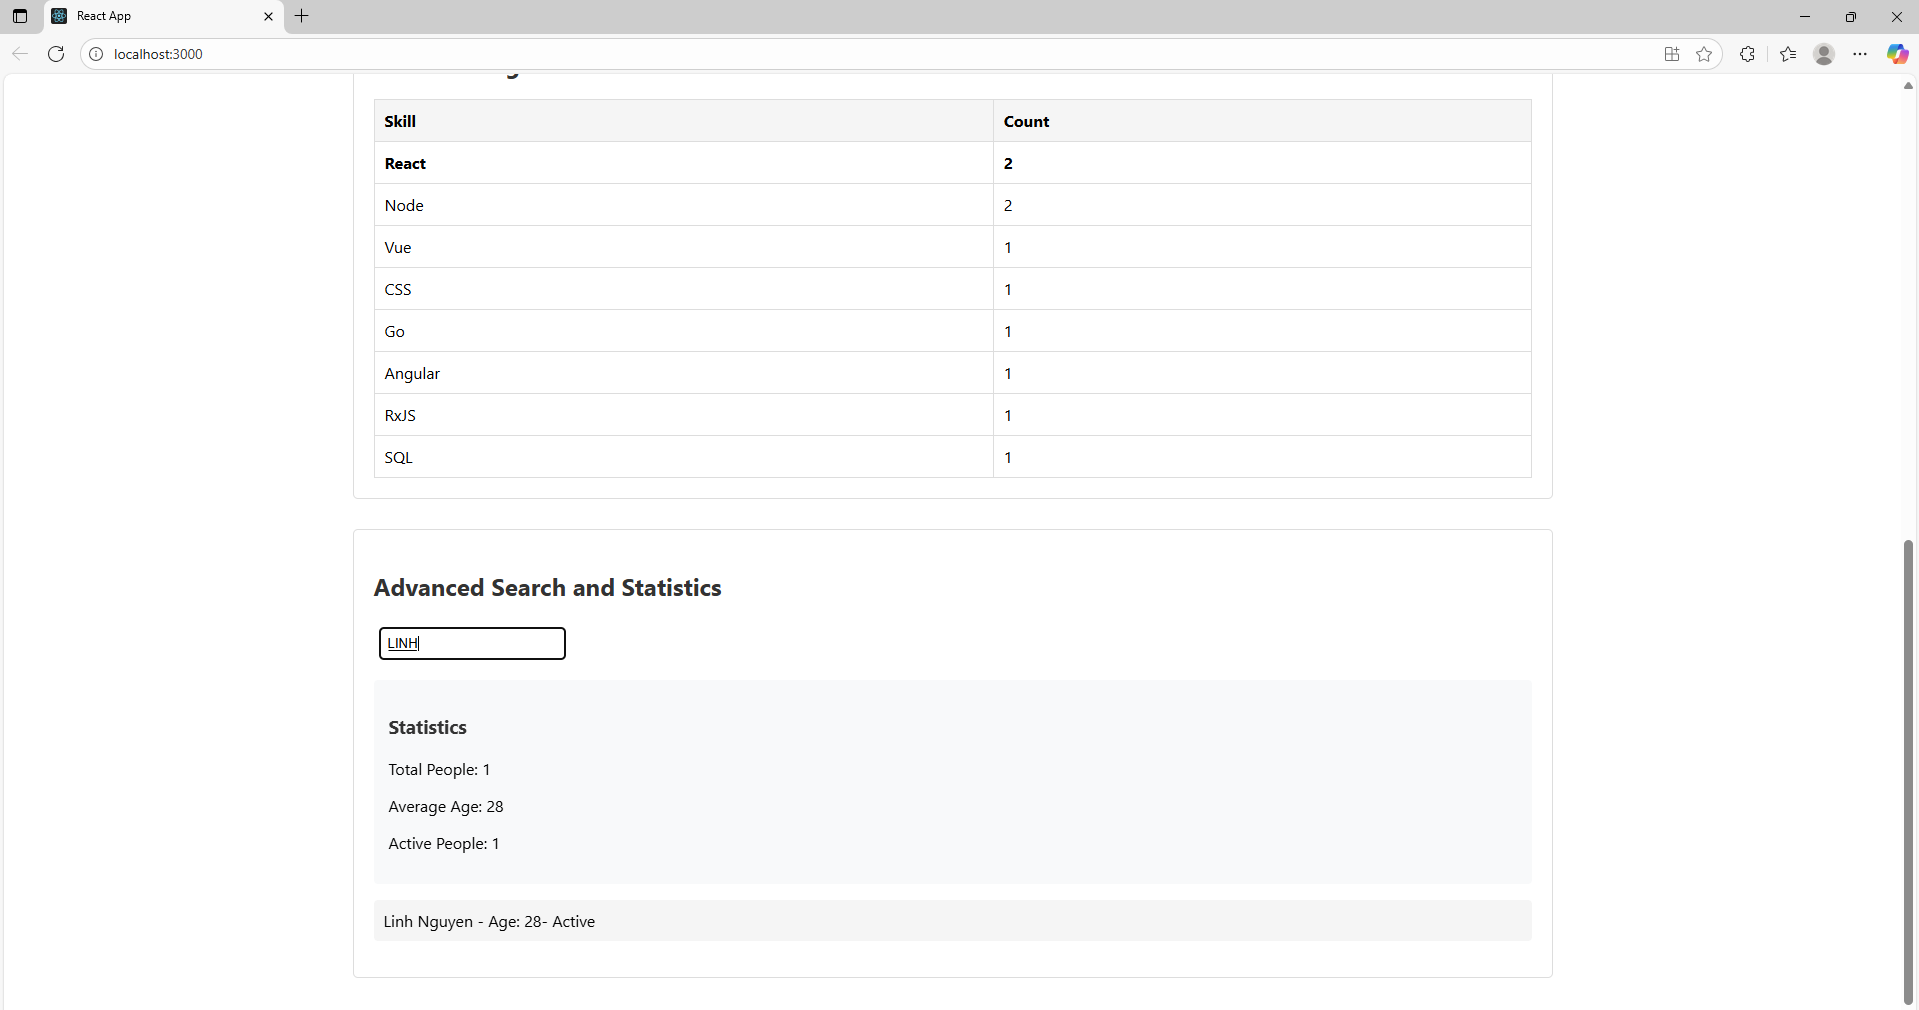 React App
localhost:3000
Skill Count
React 2
Node 2
Vue 1
CSS 1
Go 1
Angular 1
RxJS 1
SQL 1
Advanced Search and Statistics
LINH
Statistics
Total People: 1
Average Age: 28
Active People: 1
Linh Nguyen - Age: 28- Active